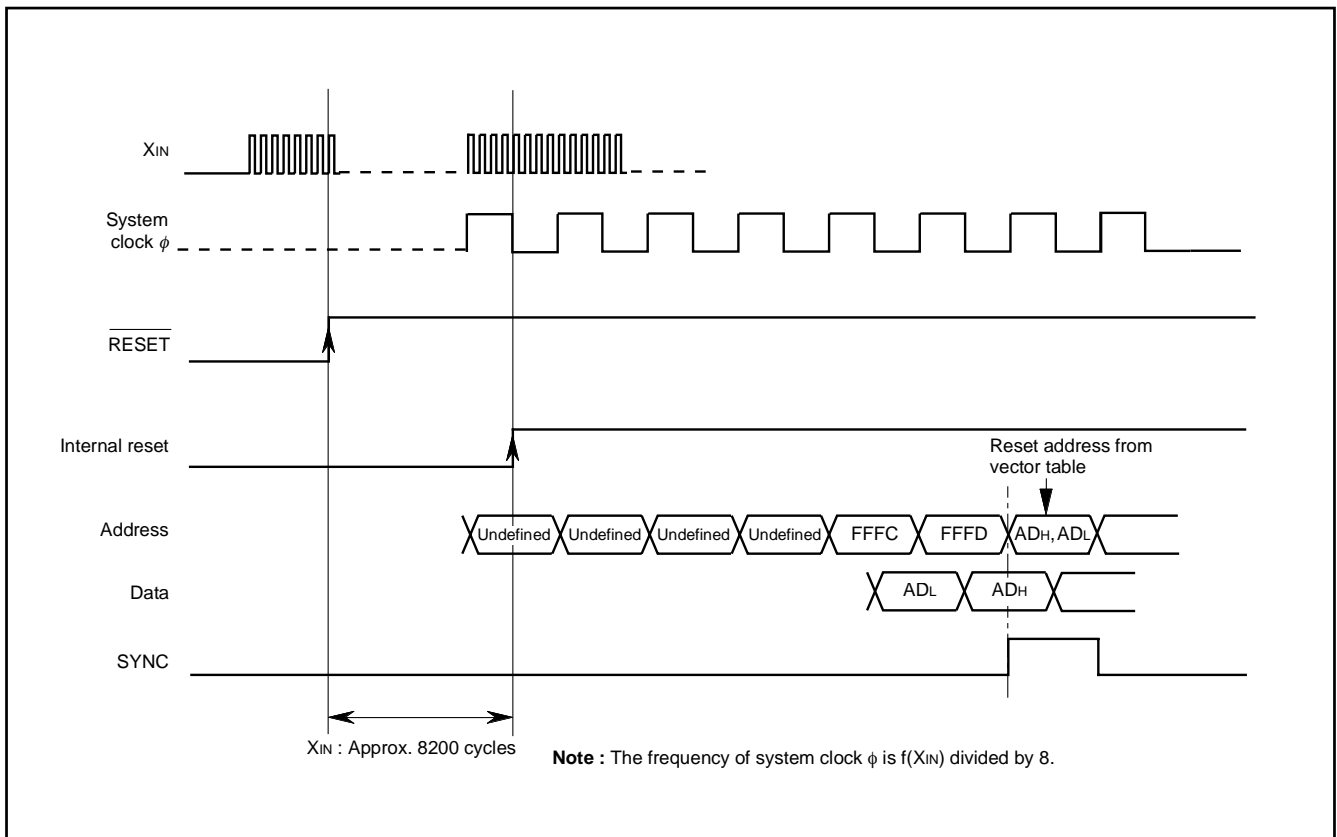 XIN
System
clock φ
RESET
Internal reset
Reset address from
vector table
Address
Undefined Undefined Undefined Undefined FFFC FFFD ADH, ADL
Data
ADL ADH
SYNC
XIN : Approx. 8200 cycles
Note : The frequency of system clock φ is f(XIN) divided by 8.